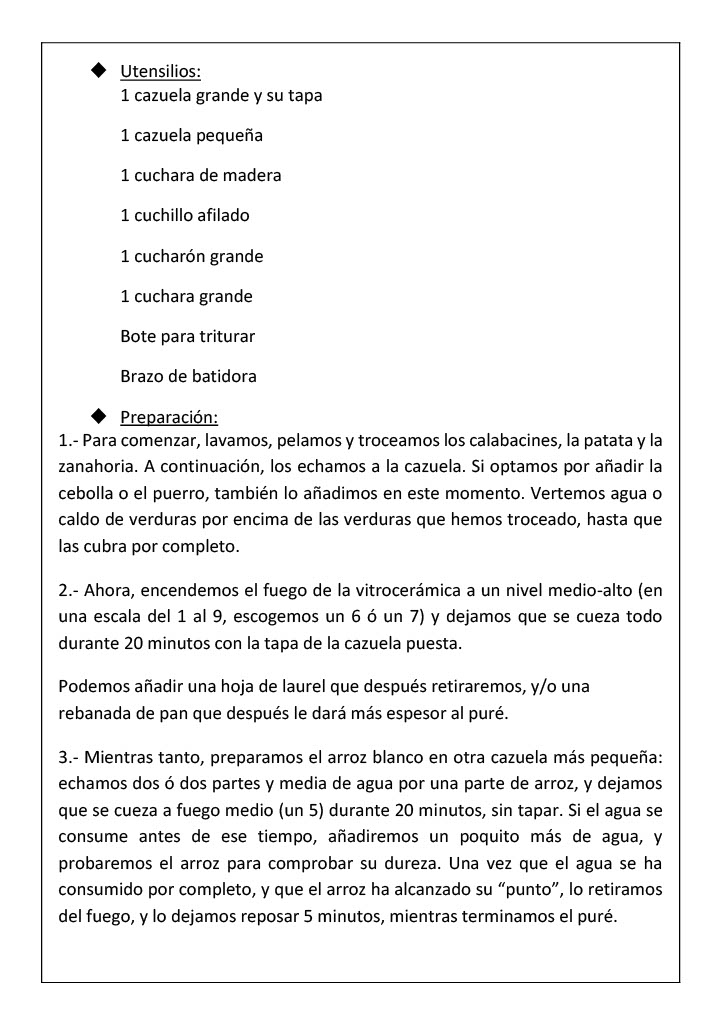 ◆ Utensilios:
1 cazuela grande y su tapa
1 cazuela pequeña
1 cuchara de madera
1 cuchillo afilado
1 cucharón grande
1 cuchara grande
Bote para triturar
Brazo de batidora
◆ Preparación:
1.- Para comenzar, lavamos, pelamos y troceamos los calabacines, la patata y la
zanahoria. A continuación, los echamos a la cazuela. Si optamos por añadir la
cebolla o el puerro, también lo añadimos en este momento. Vertemos agua o
caldo de verduras por encima de las verduras que hemos troceado, hasta que
las cubra por completo.
2.- Ahora, encendemos el fuego de la vitrocerámica a un nivel medio-alto (en
una escala del 1 al 9, escogemos un 6 ó un 7) y dejamos que se cueza todo
durante 20 minutos con la tapa de la cazuela puesta.
Podemos añadir una hoja de laurel que después retiraremos, y/o una
rebanada de pan que después le dará más espesor al puré.
3.- Mientras tanto, preparamos el arroz blanco en otra cazuela más pequeña:
echamos dos ó dos partes y media de agua por una parte de arroz, y dejamos
que se cueza a fuego medio (un 5) durante 20 minutos, sin tapar. Si el agua se
consume antes de ese tiempo, añadiremos un poquito más de agua, y
probaremos el arroz para comprobar su dureza. Una vez que el agua se ha
consumido por completo, y que el arroz ha alcanzado su “punto”, lo retiramos
del fuego, y lo dejamos reposar 5 minutos, mientras terminamos el puré.